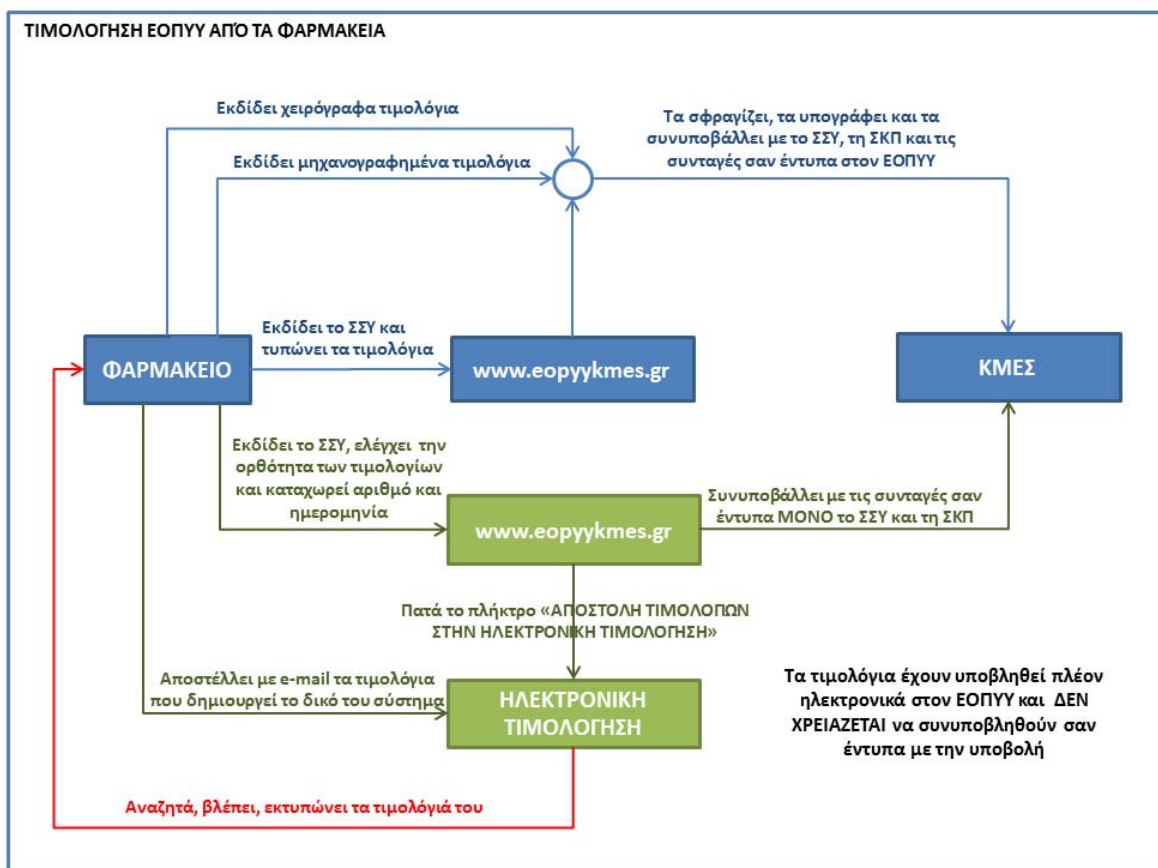 ΤΙΜΟΛΟΓΗΣΗ ΕΟΠΥΥ ΑΠΌ ΤΑ ΦΑΡΜΑΚΕΙΑ
Εκδίδει χειρόγραφα τιμολόγια
Τα σφραγίζει, τα υπογράφει και τα
συνυποβάλλει με το ΣΣΥ, τη ΣΚΠ και τις
συνταγές σαν έντυπα στον ΕΟΠΥΥ
Εκδίδει μηχανογραφημένα τιμολόγια
Εκδίδει το ΣΣΥ και
τυπώνει τα τιμολόγια
ΦΑΡΜΑΚΕΙΟ
www.eopyykmes.gr
ΚΜΕΣ
Εκδίδει το ΣΣΥ, ελέγχει την
ορθότητα των τιμολογίων
και καταχωρεί αριθμό και
ημερομηνία
www.eopyykmes.gr
Συνυποβάλλει με τις συνταγές σαν
έντυπα ΜΟΝΟ το ΣΣΥ και τη ΣΚΠ
Πατά το πλήκτρο «ΑΠΟΣΤΟΛΗ ΤΙΜΟΛΟΓΙΩΝ
ΣΤΗΝ ΗΛΕΚΤΡΟΝΙΚΗ ΤΙΜΟΛΟΓΗΣΗ»
Αποστέλλει με e-mail τα τιμολόγια
που δημιουργεί το δικό του σύστημα
ΗΛΕΚΤΡΟΝΙΚΗ
ΤΙΜΟΛΟΓΗΣΗ
Τα τιμολόγια έχουν υποβληθεί πλέον
ηλεκτρονικά στον ΕΟΠΥΥ και ΔΕΝ
ΧΡΕΙΑΖΕΤΑΙ να συνυποβληθούν σαν
έντυπα με την υποβολή
Αναζητά, βλέπει, εκτυπώνει τα τιμολόγιά του